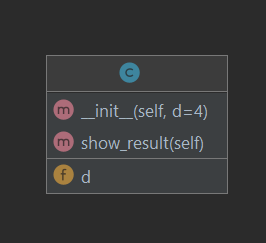 C
m __init__(self, d=4)
m show_result(self)
f d